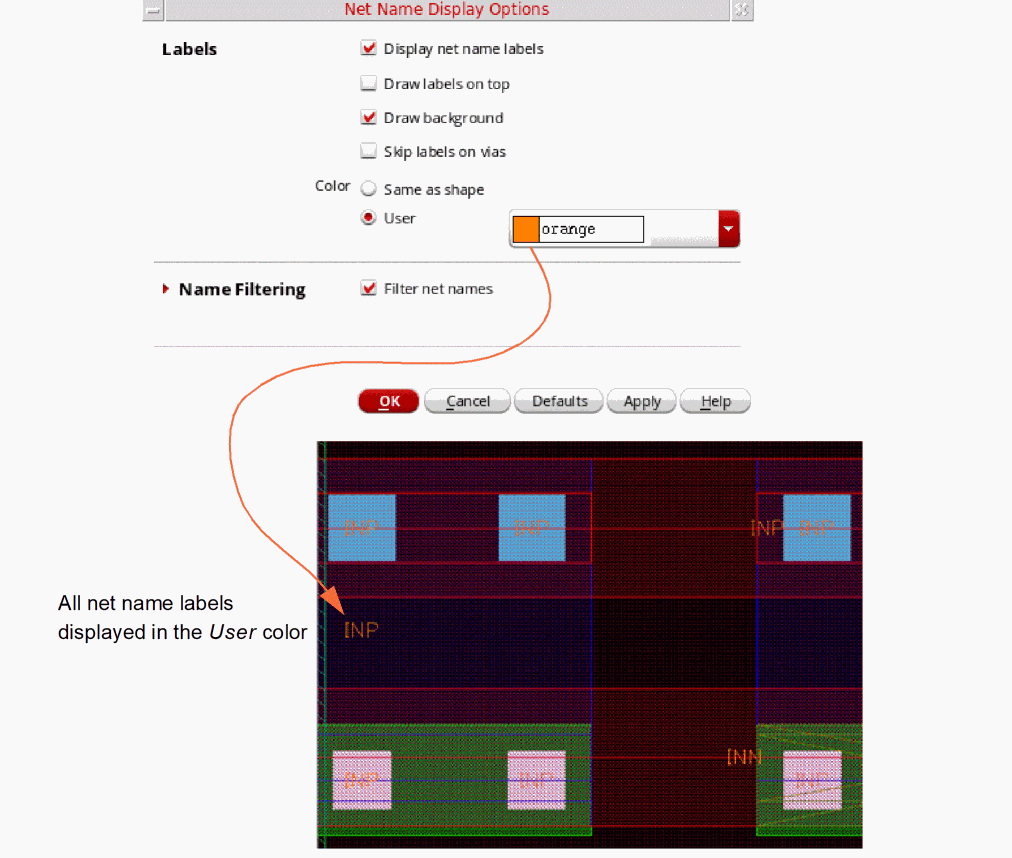 Net Name Display Options
Labels
Display net name labels
Draw labels on top
Draw background
Skip labels on vias
Color
Same as shape
User
orange
Name Filtering
Filter net names
OK Cancel Defaults Apply Help
INP INP INP INP
All net name labels
displayed in the User color
INP
INN
INP INP INP